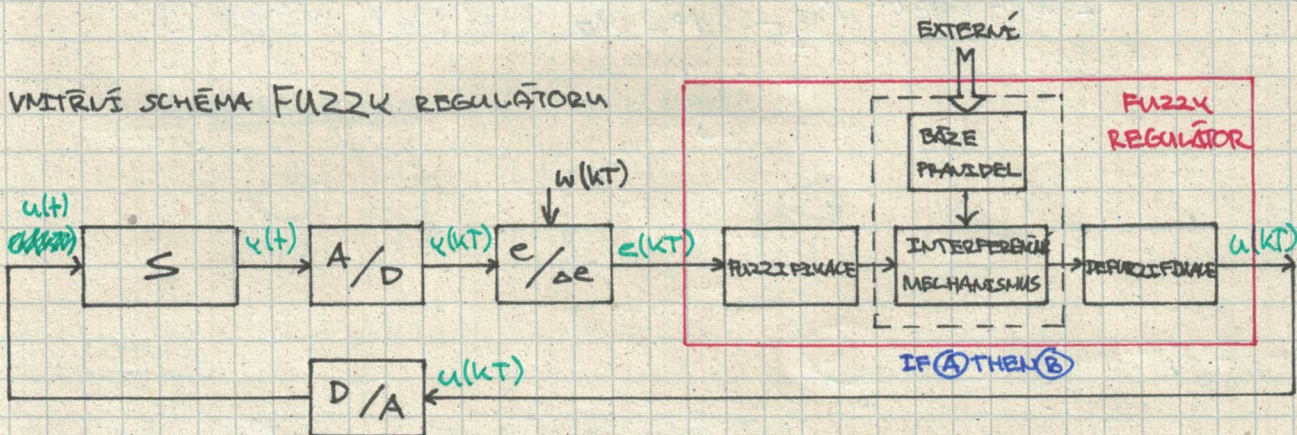 EXTERNÉ
VNITŘNÍ SCHÉMA FUZZY REGULÁTORU
FUZZY
REGULÁTOR
BÁZE
PRAVIDEL
w(kT)
u(t)
S
y(t)
A/D
y(kT)
e/Δe
e(kT)
FUZZIFIKACE
INTERFERENČNÍ
MECHANISMUS
DEFUZZIFIKACE
u(kT)
IF A THEN B
D/A
u(kT)